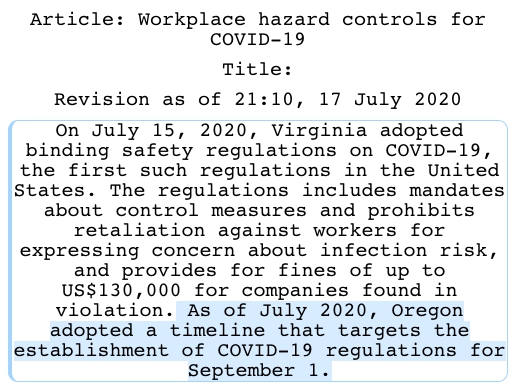 Article: Workplace hazard controls for
COVID-19
Title:
Revision as of 21:10, 17 July 2020
On July 15, 2020, Virginia adopted
binding safety regulations on COVID-19,
the first such regulations in the United
States. The regulations includes mandates
about control measures and prohibits
retaliation against workers for
expressing concern about infection risk,
and provides for fines of up to
US$130,000 for companies found in
violation. As of July 2020, Oregon
adopted a timeline that targets the
establishment of COVID-19 regulations for
September 1.